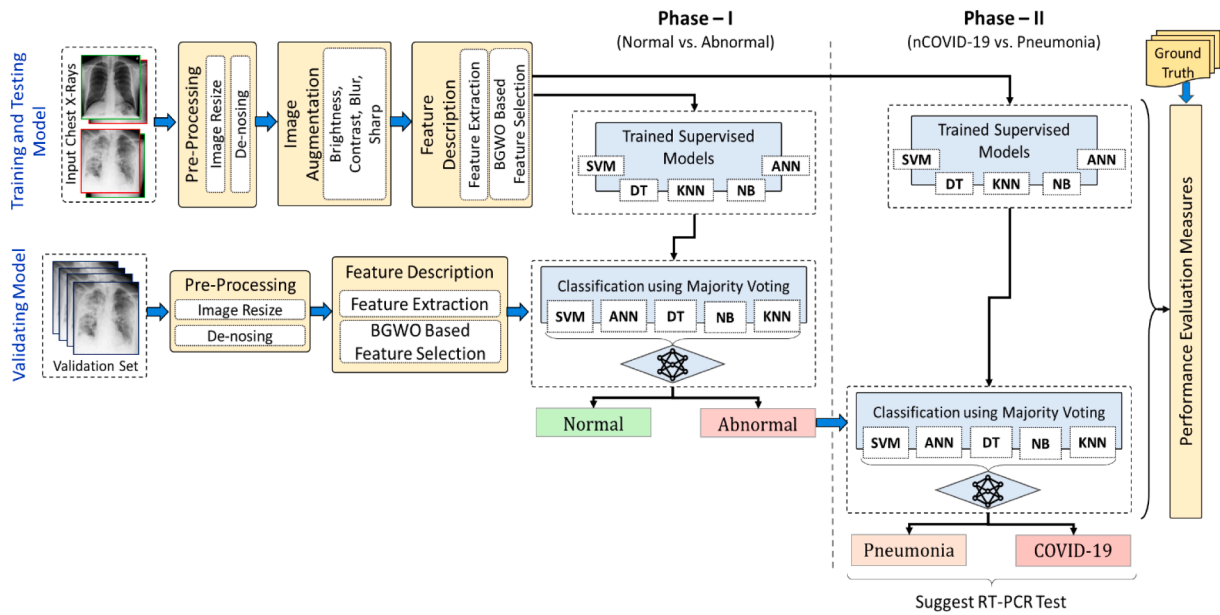 Phase – I
(Normal vs. Abnormal)
Phase – II
(nCOVID-19 vs. Pneumonia)
Training and Testing
Model
Input Chest X-Rays
Pre-Processing
Image Resize
De-nosing
Image
Augmentation
Brightness,
Contrast, Blur,
Sharp
Feature
Description
Feature Extraction
BGWO Based
Feature Selection
Trained Supervised
Models
SVM
DT
KNN
NB
ANN
Trained Supervised
Models
SVM
DT
KNN
NB
ANN
Ground
Truth
Performance Evaluation Measures
Validating Model
Validation Set
Pre-Processing
Image Resize
De-nosing
Feature Description
Feature Extraction
BGWO Based
Feature Selection
Classification using Majority Voting
SVM
ANN
DT
NB
KNN
Normal
Abnormal
Classification using Majority Voting
SVM
ANN
DT
NB
KNN
Pneumonia
COVID-19
Suggest RT-PCR Test